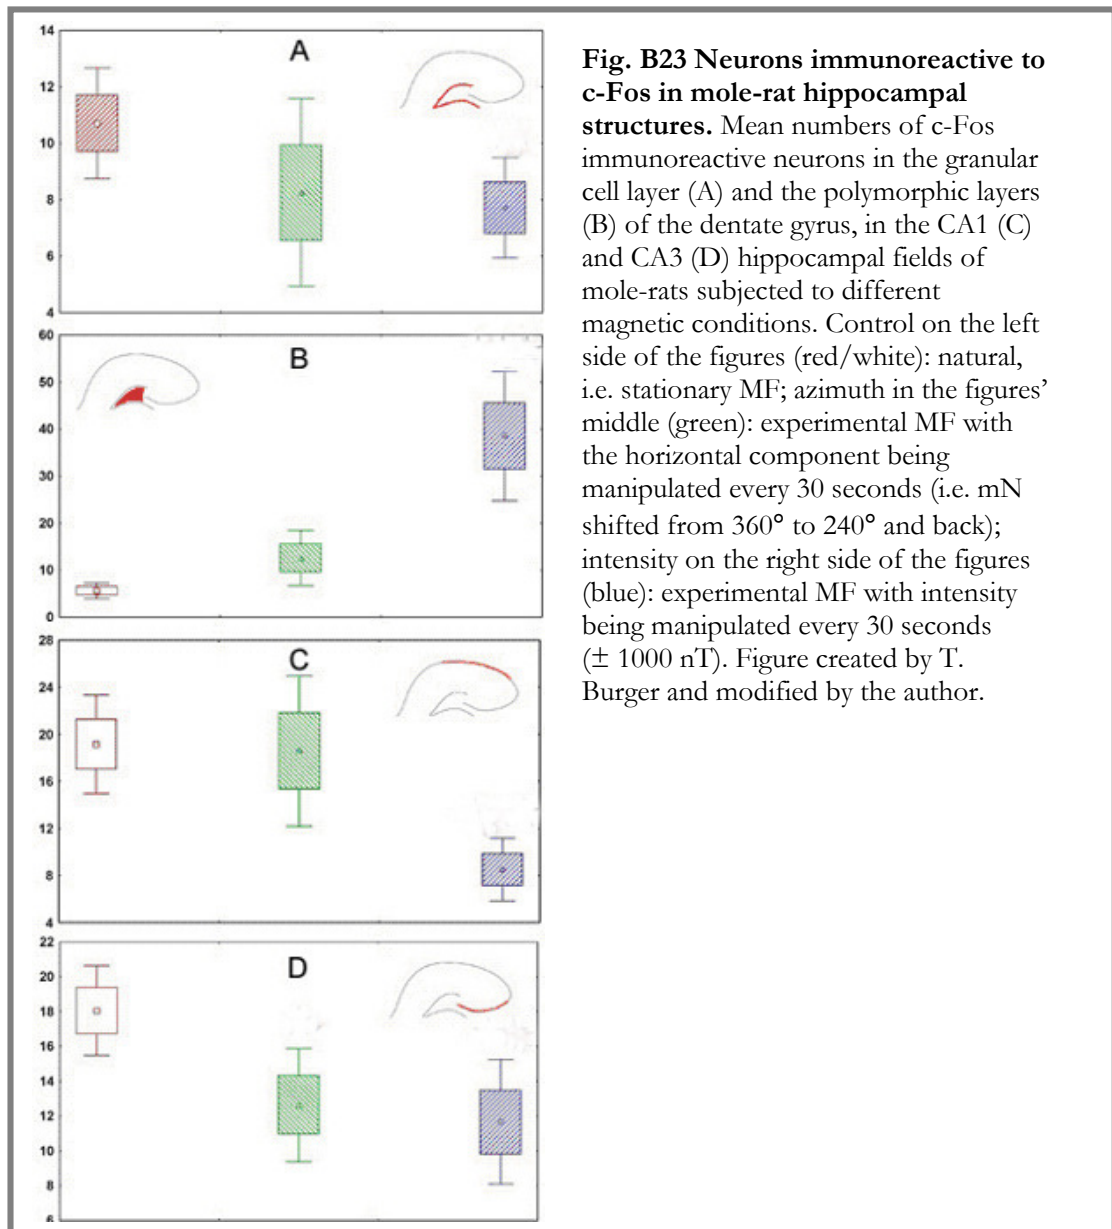 14
A
12
10
8
6
4
60
B
50
40
30
20
10
0
28
C
24
20
16
12
8
4
22
D
20
18
16
14
12
10
8
6
Fig. B23 Neurons immunoreactive to
c-Fos in mole-rat hippocampal
structures. Mean numbers of c-Fos
immunoreactive neurons in the granular
cell layer (A) and the polymorphic layers
(B) of the dentate gyrus, in the CA1 (C)
and CA3 (D) hippocampal fields of
mole-rats subjected to different
magnetic conditions. Control on the left
side of the figures (red/white): natural,
i.e. stationary MF; azimuth in the figures’
middle (green): experimental MF with
the horizontal component being
manipulated every 30 seconds (i.e. mN
shifted from 360° to 240° and back);
intensity on the right side of the figures
(blue): experimental MF with intensity
being manipulated every 30 seconds
(± 1000 nT). Figure created by T.
Burger and modified by the author.